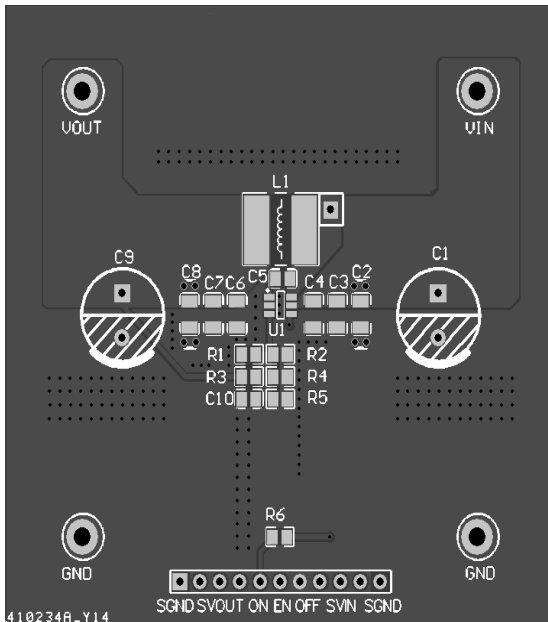 VOUT
VIN
L1
C9
C1
C8 C7 C6 C5 C4 C3 C2
U1
R1 R2
R3 R4
C10 R5
R6
GND
GND
SGND SVOUT ON EN OFF SVIN SGND
410234A_Y14